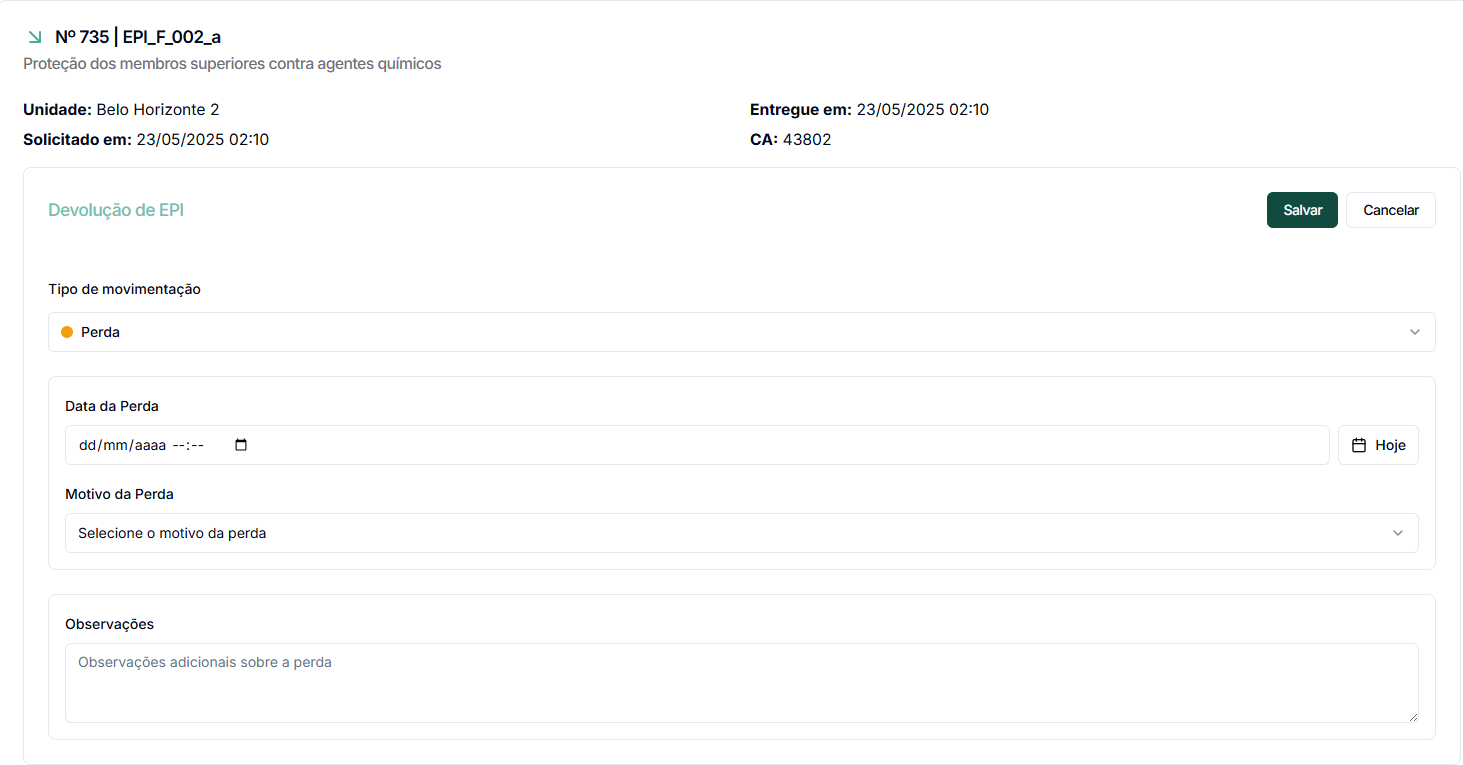 Nº 735 | EPI_F_002_a
Proteção dos membros superiores contra agentes químicos
Unidade: Belo Horizonte 2
Entregue em: 23/05/2025 02:10
Solicitado em: 23/05/2025 02:10
CA: 43802
Devolução de EPI
Salvar
Cancelar
Tipo de movimentação
Perda
Data da Perda
dd/mm/aaaa --:--
Hoje
Motivo da Perda
Selecione o motivo da perda
Observações
Observações adicionais sobre a perda